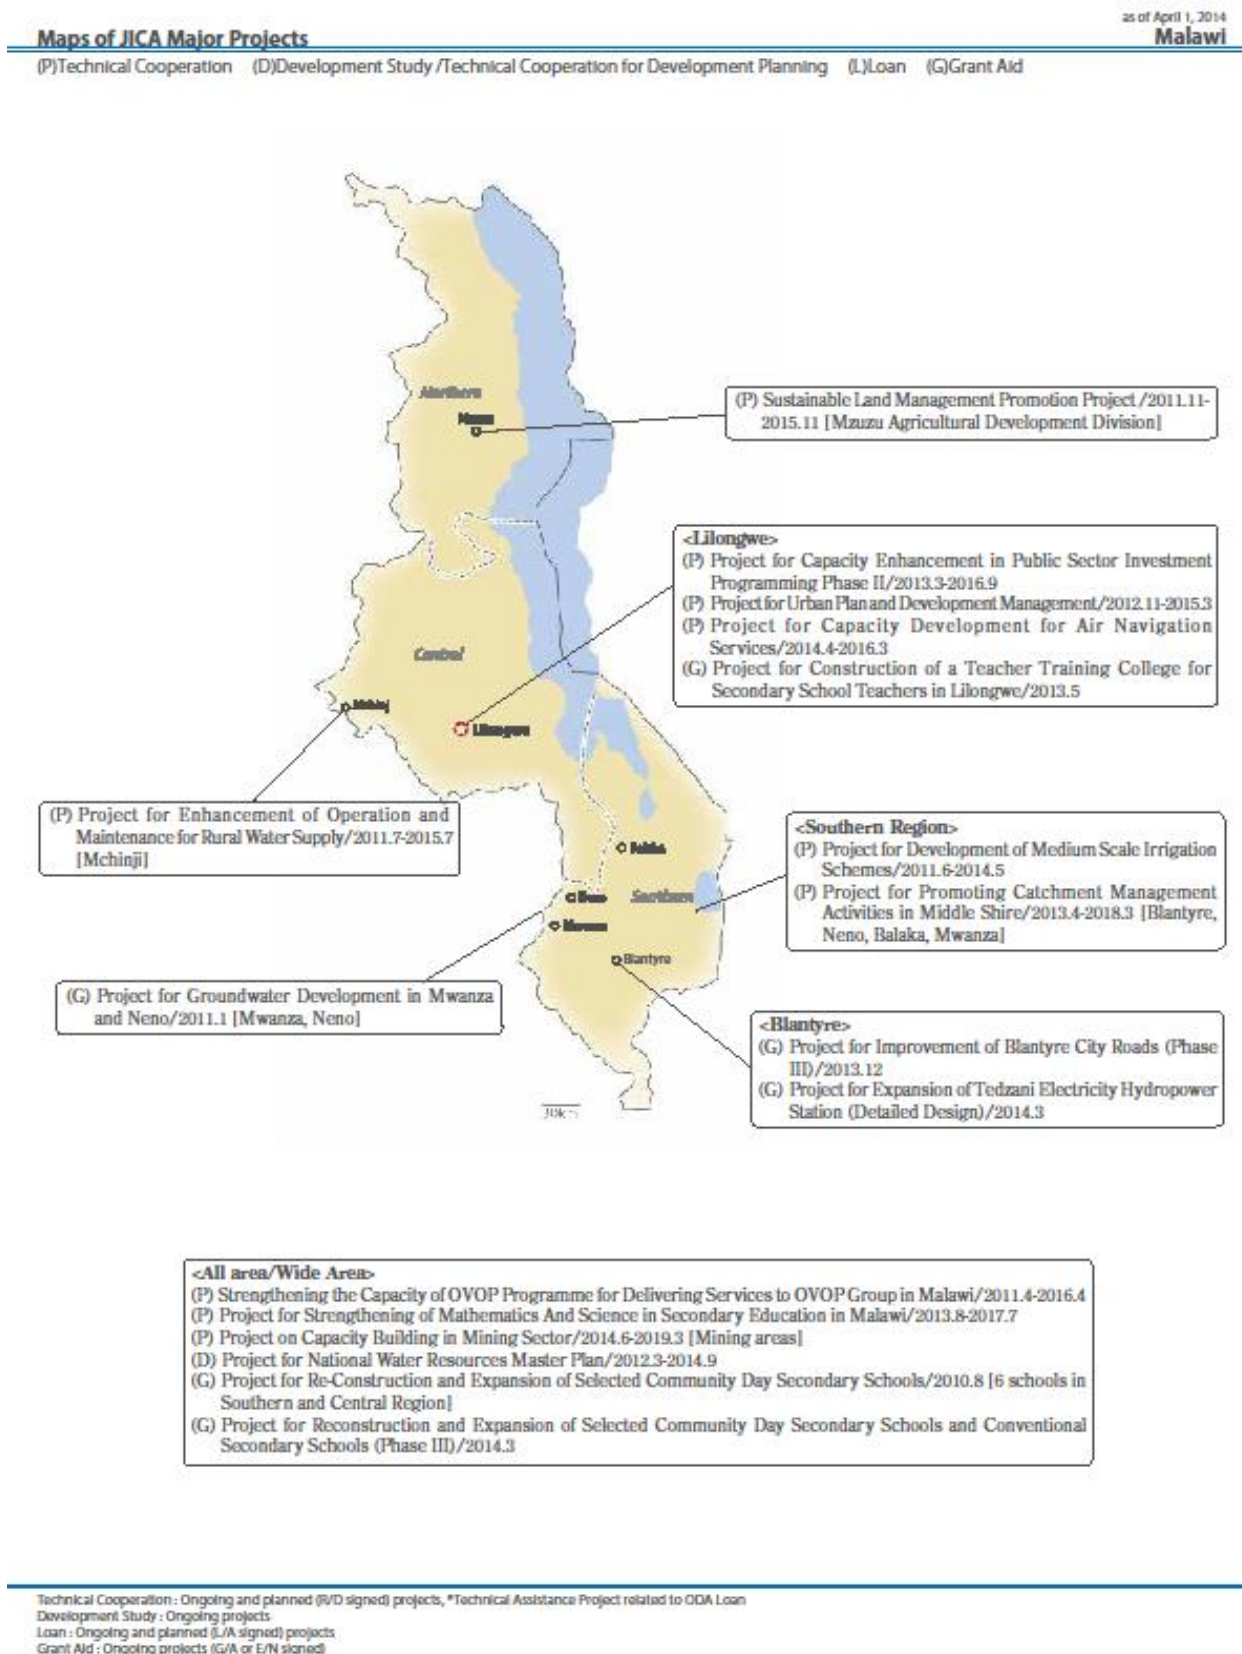 as of April 1, 2014
Maps of JICA Major Projects
Malawi
(P)Technical Cooperation (D)Development Study /Technical Cooperation for Development Planning (L)Loan (G)Grant Aid
Northern
Mzuzu
(P) Sustainable Land Management Promotion Project /2011.11-
2015.11 [Mzuzu Agricultural Development Division]
<Lilongwe>
(P) Project for Capacity Enhancement in Public Sector Investment
Programming Phase II/2013.3-2016.9
(P) Project for Urban Plan and Development Management/2012.11-2015.3
(P) Project for Capacity Development for Air Navigation
Services/2014.4-2016.3
(G) Project for Construction of a Teacher Training College for
Secondary School Teachers in Lilongwe/2013.5
Central
Mchinji
Lilongwe
(P) Project for Enhancement of Operation and
Maintenance for Rural Water Supply/2011.7-2015.7
[Mchinji]
<Southern Region>
(P) Project for Development of Medium Scale Irrigation
Schemes/2011.6-2014.5
(P) Project for Promoting Catchment Management
Activities in Middle Shire/2013.4-2018.3 [Blantyre,
Neno, Balaka, Mwanza]
Balaka
Neno
Southern
Mwanza
Blantyre
(G) Project for Groundwater Development in Mwanza
and Neno/2011.1 [Mwanza, Neno]
<Blantyre>
(G) Project for Improvement of Blantyre City Roads (Phase
III)/2013.12
(G) Project for Expansion of Tedzani Electricity Hydropower
Station (Detailed Design)/2014.3
<All area/Wide Area>
(P) Strengthening the Capacity of OVOP Programme for Delivering Services to OVOP Group in Malawi/2011.4-2016.4
(P) Project for Strengthening of Mathematics And Science in Secondary Education in Malawi/2013.8-2017.7
(P) Project on Capacity Building in Mining Sector/2014.6-2019.3 [Mining areas]
(D) Project for National Water Resources Master Plan/2012.3-2014.9
(G) Project for Re-Construction and Expansion of Selected Community Day Secondary Schools/2010.8 [6 schools in
Southern and Central Region]
(G) Project for Reconstruction and Expansion of Selected Community Day Secondary Schools and Conventional
Secondary Schools (Phase III)/2014.3
Technical Cooperation : Ongoing and planned (R/D signed) projects, *Technical Assistance Project related to ODA Loan
Development Study : Ongoing projects
Loan : Ongoing and planned (L/A signed) projects
Grant Aid : Ongoing projects (G/A or E/N signed)